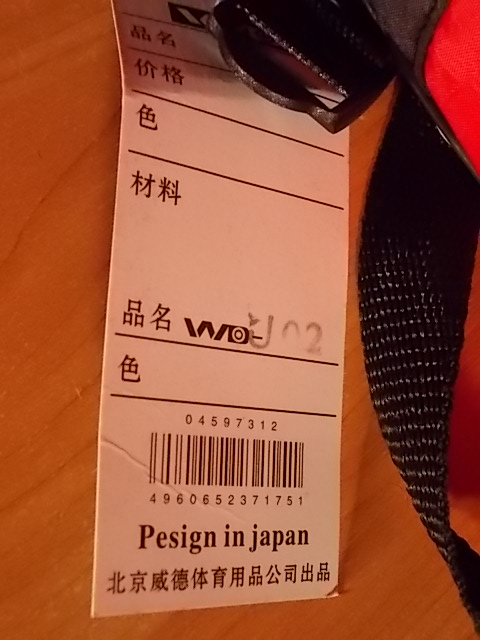 品名
价格
色
材料
品名 WD-J02
色
04597312
4960652371751
Pesign in japan
北京威德体育用品公司出品